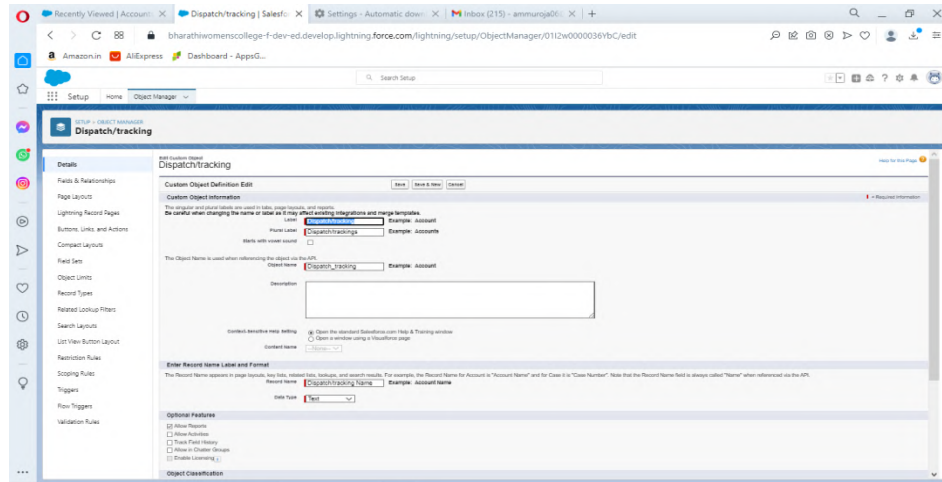 Recently Viewed | Account
Dispatch/tracking | Salesfo
Settings - Automatic down
Inbox (215) - ammuroja06
bharathiwomenscollege-f-dev-ed.develop.lightning.force.com/lightning/setup/ObjectManager/01I2w0000036YbC/edit
Amazon.in
AliExpress
Dashboard - AppsG...
Search Setup
Setup
Home
Object Manager
SETUP > OBJECT MANAGER
Dispatch/tracking
Details
Fields & Relationships
Page Layouts
Lightning Record Pages
Buttons, Links, and Actions
Compact Layouts
Field Sets
Object Limits
Record Types
Related Lookup Filters
Search Layouts
List View Button Layout
Restriction Rules
Scoping Rules
Triggers
Flow Triggers
Validation Rules
Edit Custom Object
Dispatch/tracking
Help for this Page
Custom Object Definition Edit
Save
Save & New
Cancel
Custom Object Information
= Required Information
The singular and plural labels are used in tabs, page layouts, and reports.
Be careful when changing the name or label as it may affect existing integrations and merge templates.
Label Dispatch/tracking Example: Account
Plural Label Dispatch/trackings Example: Accounts
Starts with vowel sound
The Object Name is used when referencing the object via the API.
Object Name Dispatch_tracking Example: Account
Description
Context-Sensitive Help Setting Open the standard Salesforce.com Help & Training window
Open a window using a Visualforce page
Content Name --None--
Enter Record Name Label and Format
The Record Name appears in page layouts, key lists, related lists, lookups, and search results. For example, the Record Name for Account is "Account Name" and for Case it is "Case Number". Note that the Record Name field is always called "Name" when referenced via the API.
Record Name Dispatch/tracking Name Example: Account Name
Data Type Text
Optional Features
Allow Reports
Allow Activities
Track Field History
Allow in Chatter Groups
Enable Licensing
Object Classification